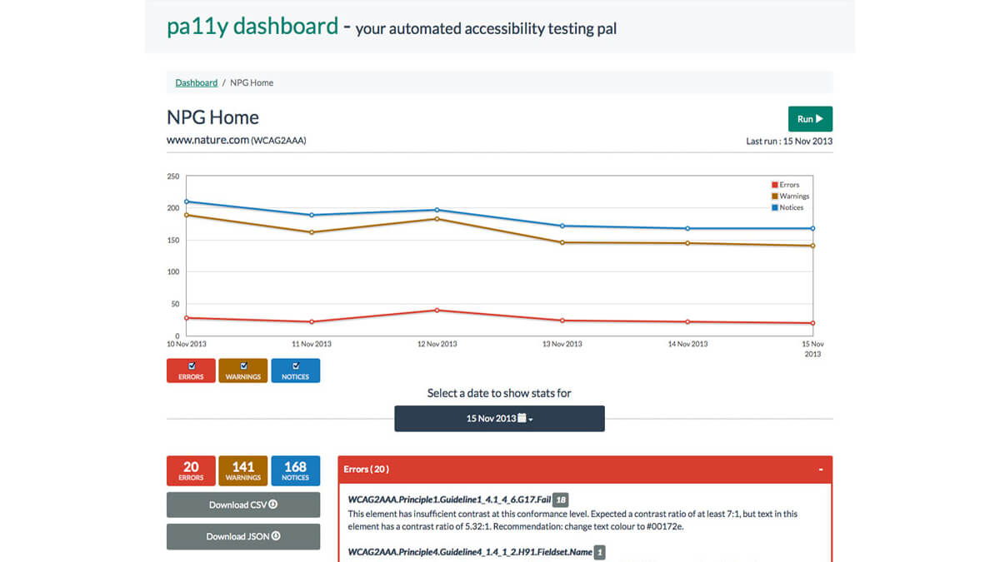 pa11y dashboard - your automated accessibility testing pal
Dashboard / NPG Home
NPG Home
Run
www.nature.com (WCAG2AAA)
Last run : 15 Nov 2013
250
200
150
100
50
0
Errors
Warnings
Notices
10 Nov 2013
11 Nov 2013
12 Nov 2013
13 Nov 2013
14 Nov 2013
15 Nov
2013
ERRORS
WARNINGS
NOTICES
Select a date to show stats for
15 Nov 2013
20
ERRORS
141
WARNINGS
168
NOTICES
Download CSV
Download JSON
Errors ( 20 )
-
WCAG2AAA.Principle1.Guideline1_4.1_4_6.G17.Fail 18
This element has insufficient contrast at this conformance level. Expected a contrast ratio of at least 7:1, but text in this
element has a contrast ratio of 5.32:1. Recommendation: change text colour to #00172e.
WCAG2AAA.Principle4.Guideline4_1.4_1_2.H91.Fieldset.Name 1